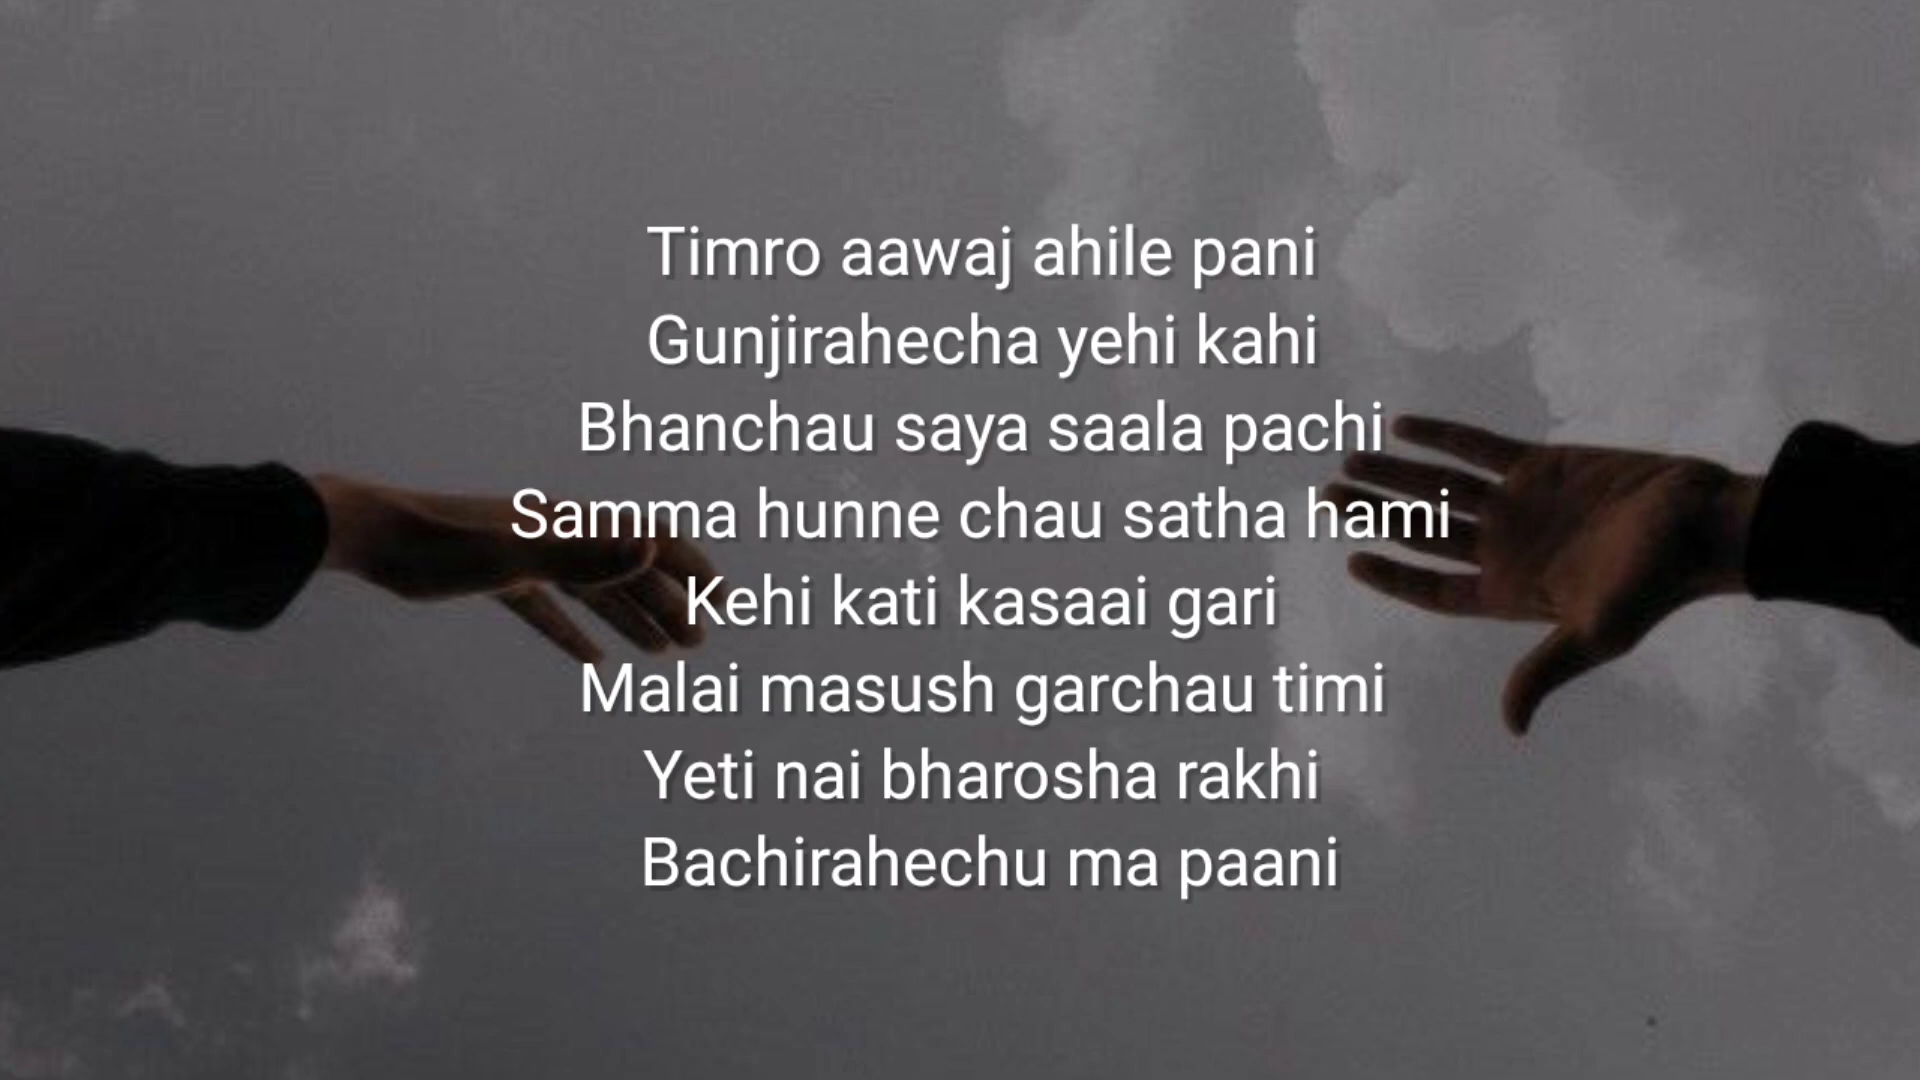 Timro aawaj ahile pani
Gunjirahecha yehi kahi
Bhanchau saya saala pachi
Samma hunne chau satha hami
Kehi kati kasaai gari
Malai masush garchau timi
Yeti nai bharosha rakhi
Bachirahechu ma paani